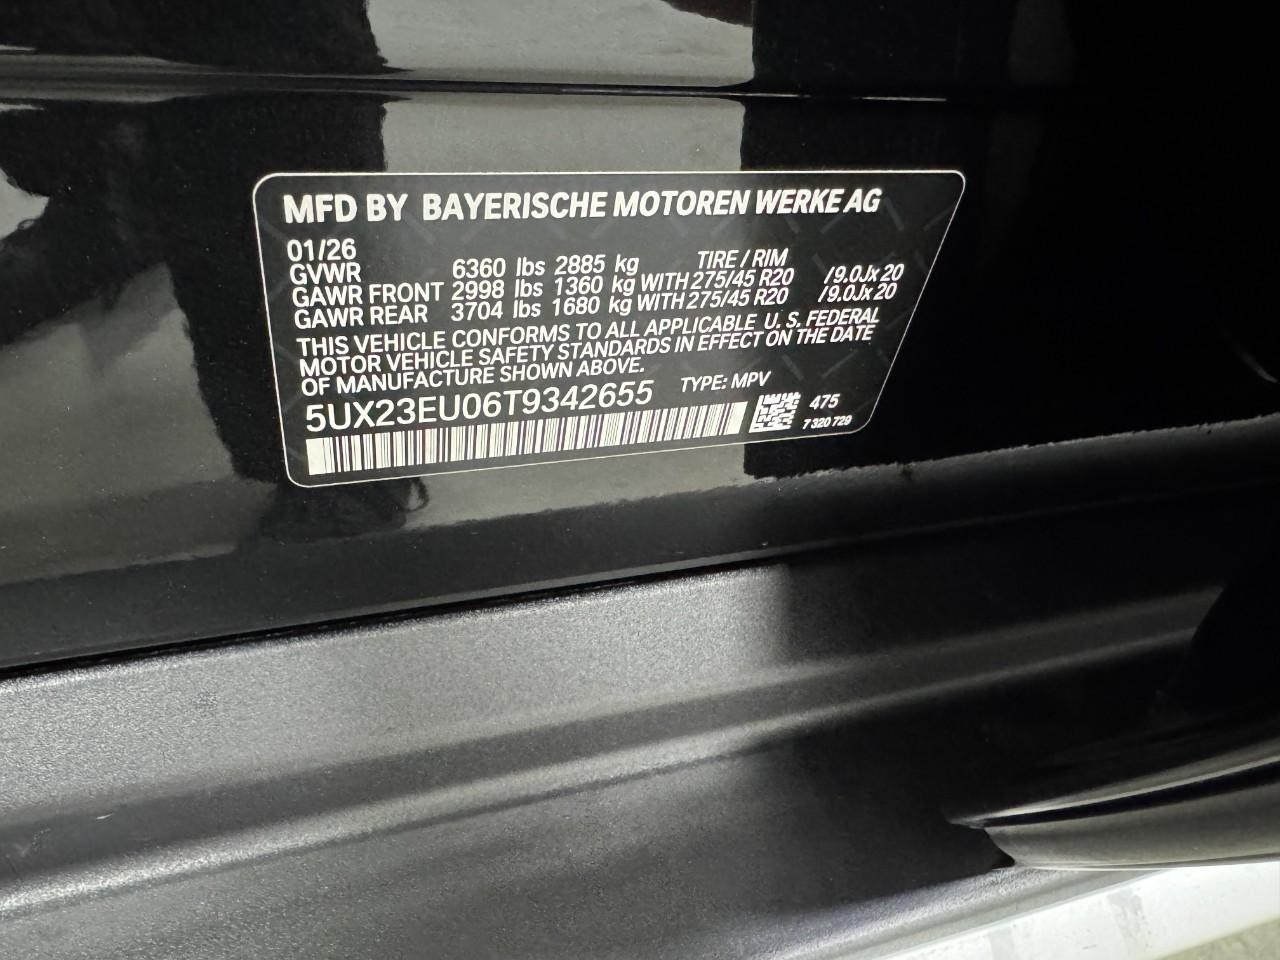 MFD BY BAYERISCHE MOTOREN WERKE AG
01/26 TIRE / RIM
GVWR 6360 lbs 2885 kg
GAWR FRONT 2998 lbs 1360 kg WITH 275/45 R20 /9.0Jx20
GAWR REAR 3704 lbs 1680 kg WITH 275/45 R20 /9.0Jx20
THIS VEHICLE CONFORMS TO ALL APPLICABLE U. S. FEDERAL
MOTOR VEHICLE SAFETY STANDARDS IN EFFECT ON THE DATE
OF MANUFACTURE SHOWN ABOVE.
5UX23EU06T9342655 TYPE: MPV
475
7 320 729